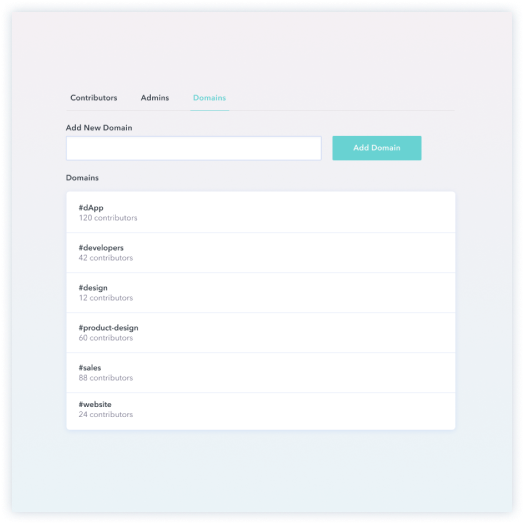 Contributors Admins Domains
Add New Domain
Add Domain
Domains
#dApp
120 contributors
#developers
42 contributors
#design
12 contributors
#product-design
60 contributors
#sales
88 contributors
#website
24 contributors